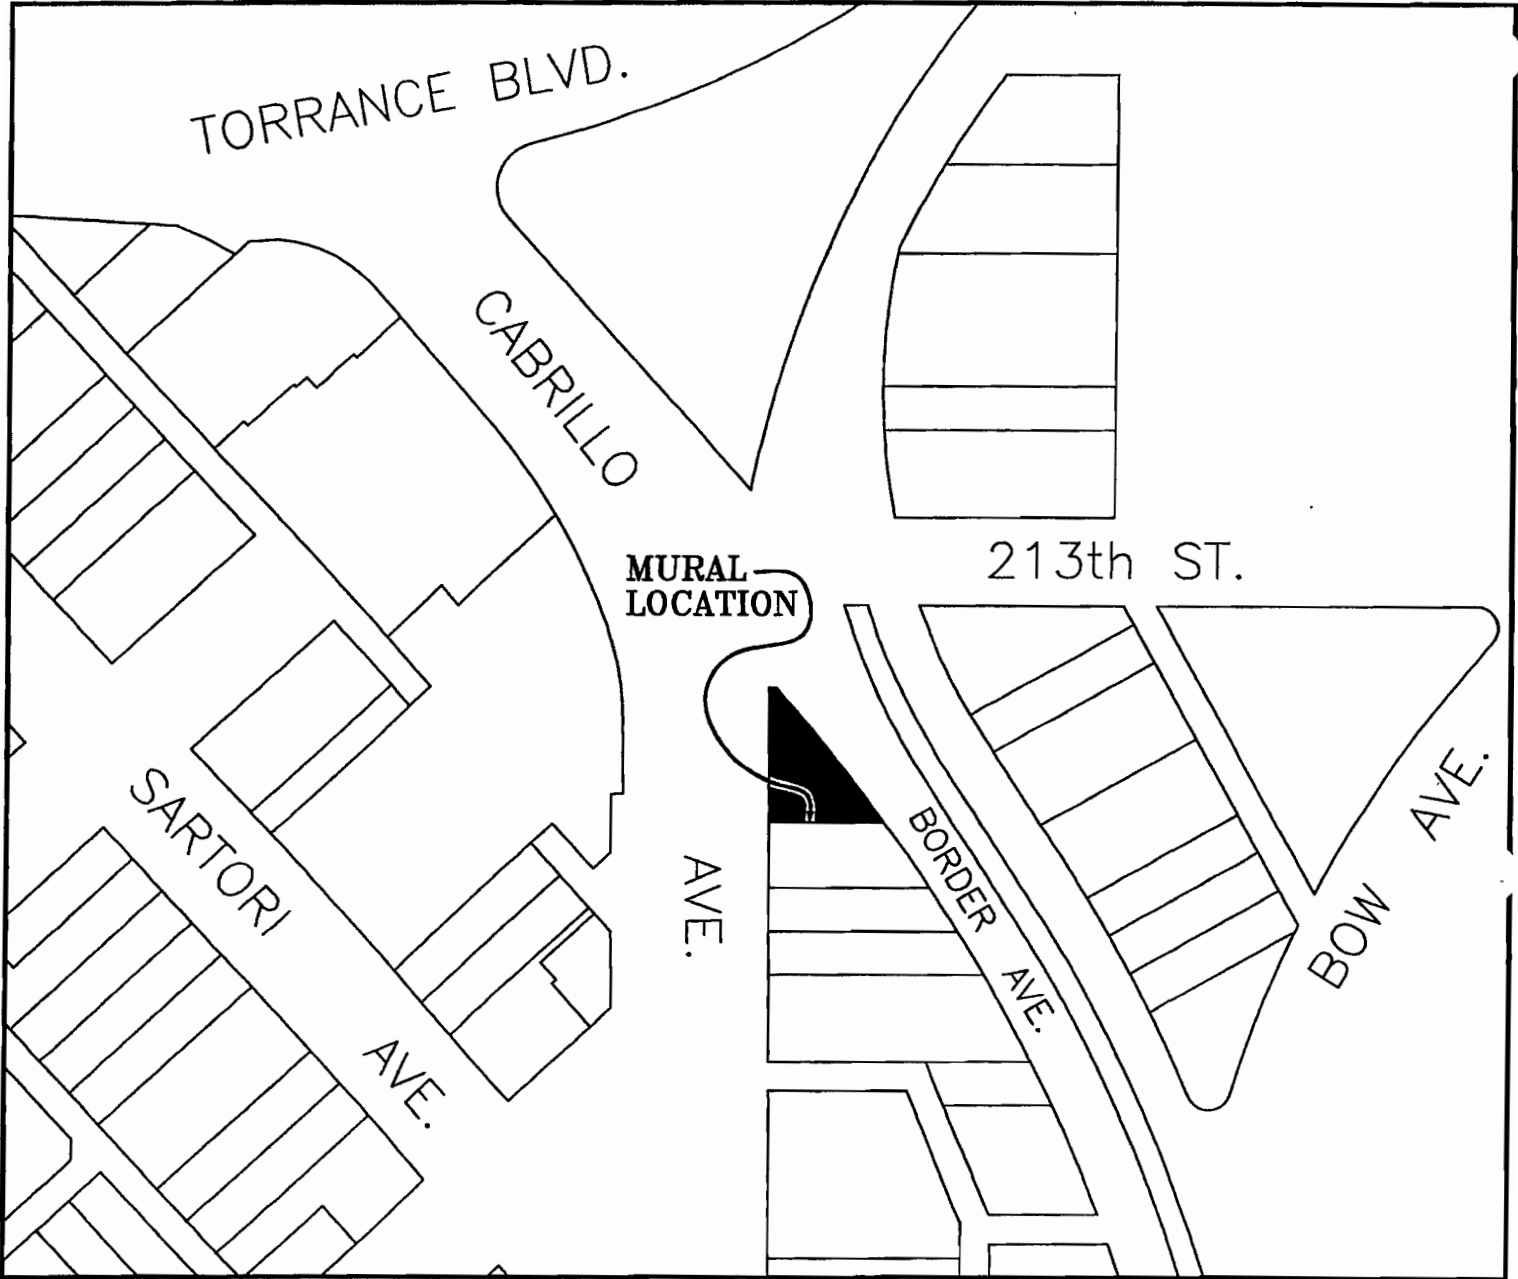 TORRANCE BLVD.
CABRILLO
MURAL
LOCATION
213th ST.
SARTORI
AVE.
AVE.
BORDER AVE.
BOW AVE.